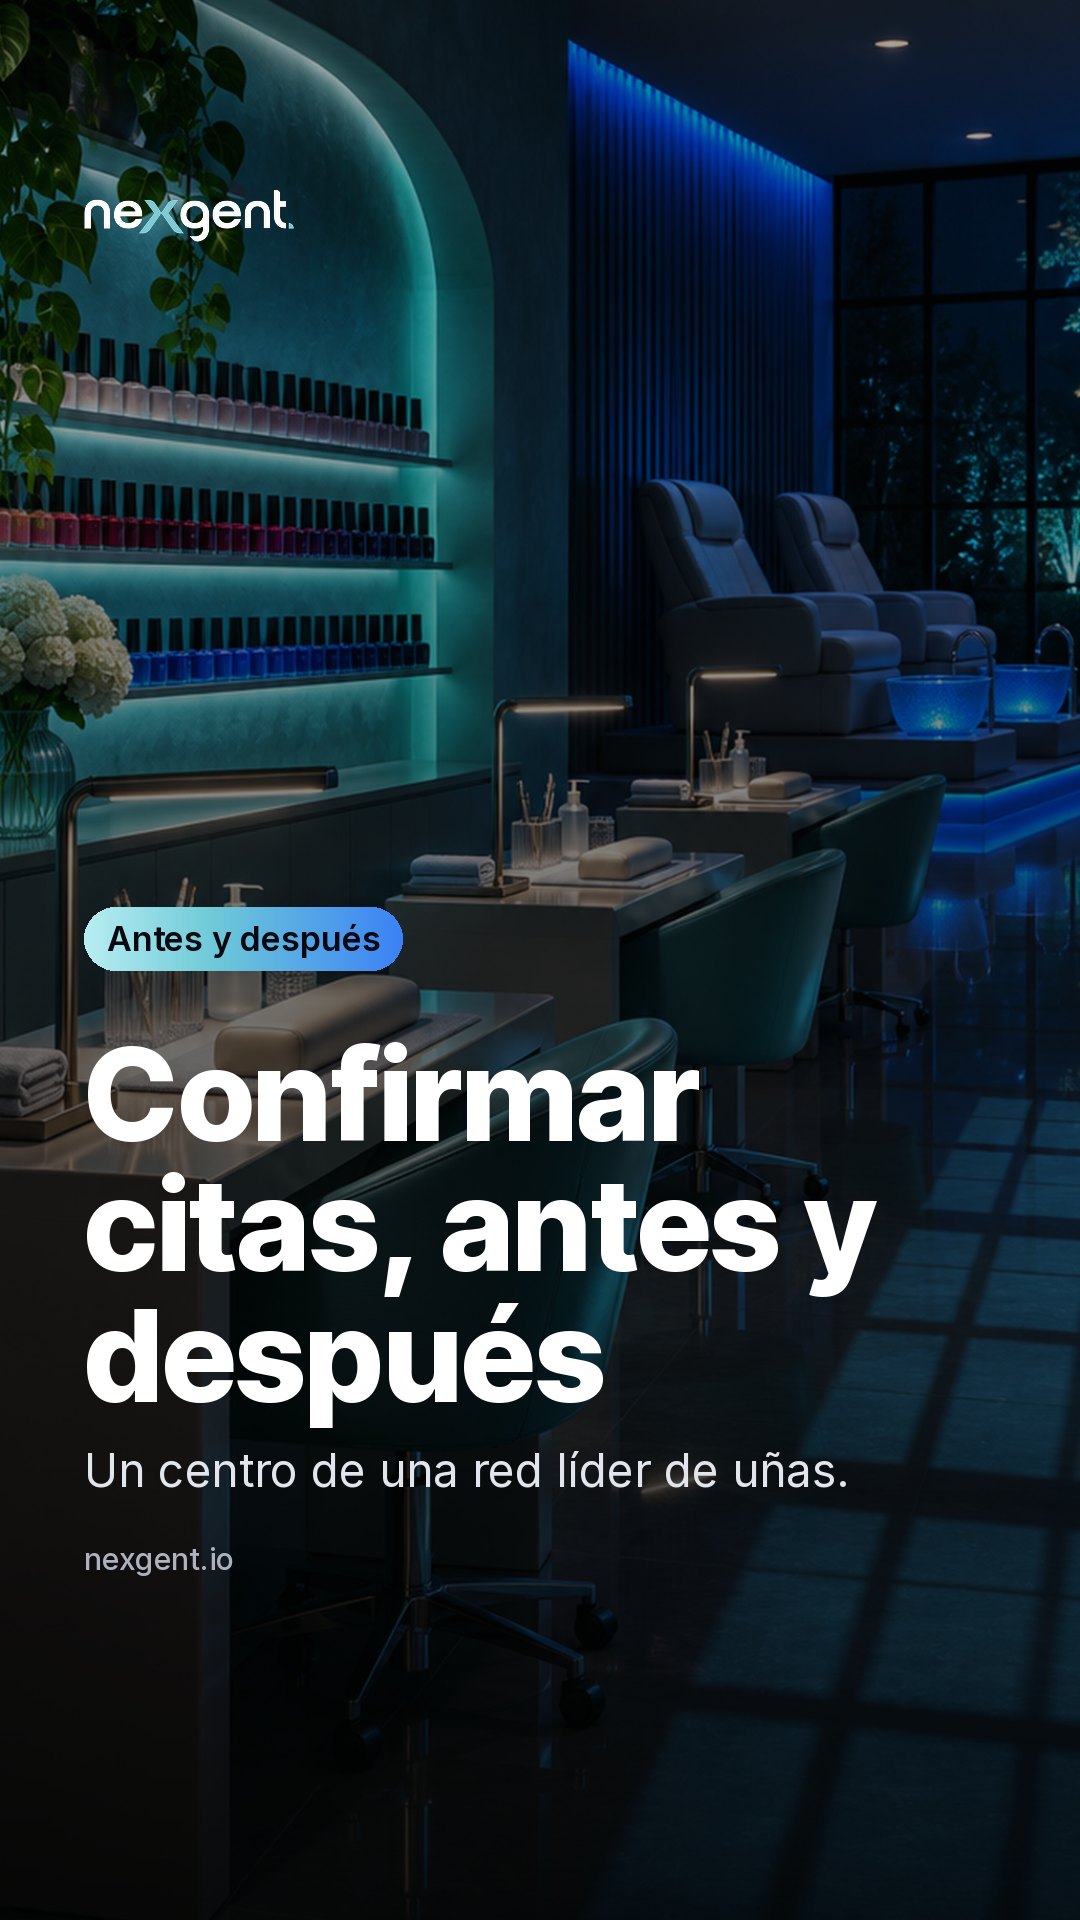 nexgent.
Antes y después
Confirmar
citas, antes y
después
Un centro de una red líder de uñas.
nexgent.io